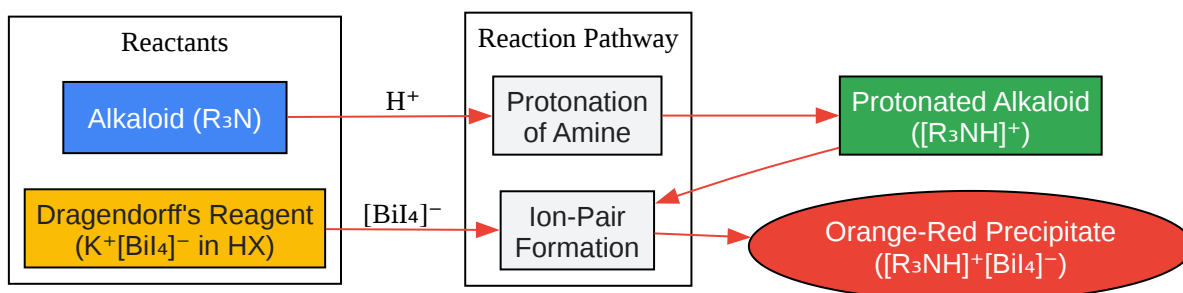 Reactants
Alkaloid (R₃N)
Dragendorff's Reagent
(K⁺[BiI₄]⁻ in HX)
H⁺
[BiI₄]⁻
Reaction Pathway
Protonation
of Amine
Ion-Pair
Formation
Protonated Alkaloid
([R₃NH]⁺)
Orange-Red Precipitate
([R₃NH]⁺[BiI₄]⁻)